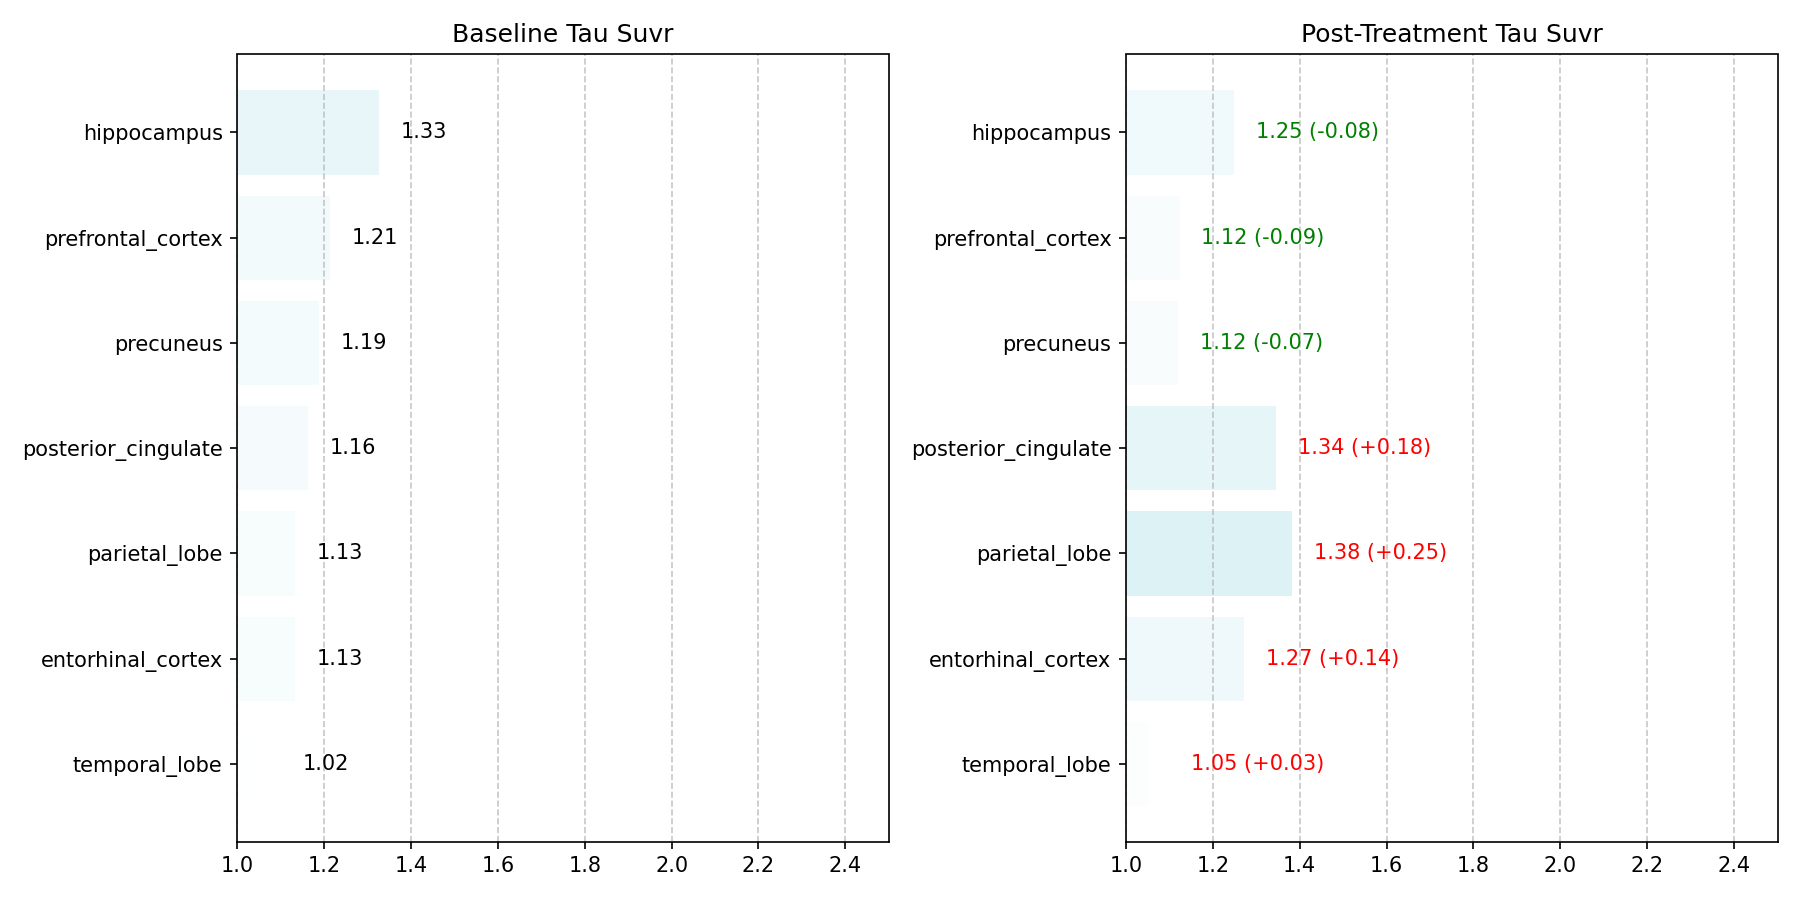 Baseline Tau Suvr
hippocampus 1.33
prefrontal_cortex 1.21
precuneus 1.19
posterior_cingulate 1.16
parietal_lobe 1.13
entorhinal_cortex 1.13
temporal_lobe 1.02
1.0 1.2 1.4 1.6 1.8 2.0 2.2 2.4
Post-Treatment Tau Suvr
hippocampus 1.25 (-0.08)
prefrontal_cortex 1.12 (-0.09)
precuneus 1.12 (-0.07)
posterior_cingulate 1.34 (+0.18)
parietal_lobe 1.38 (+0.25)
entorhinal_cortex 1.27 (+0.14)
temporal_lobe 1.05 (+0.03)
1.0 1.2 1.4 1.6 1.8 2.0 2.2 2.4